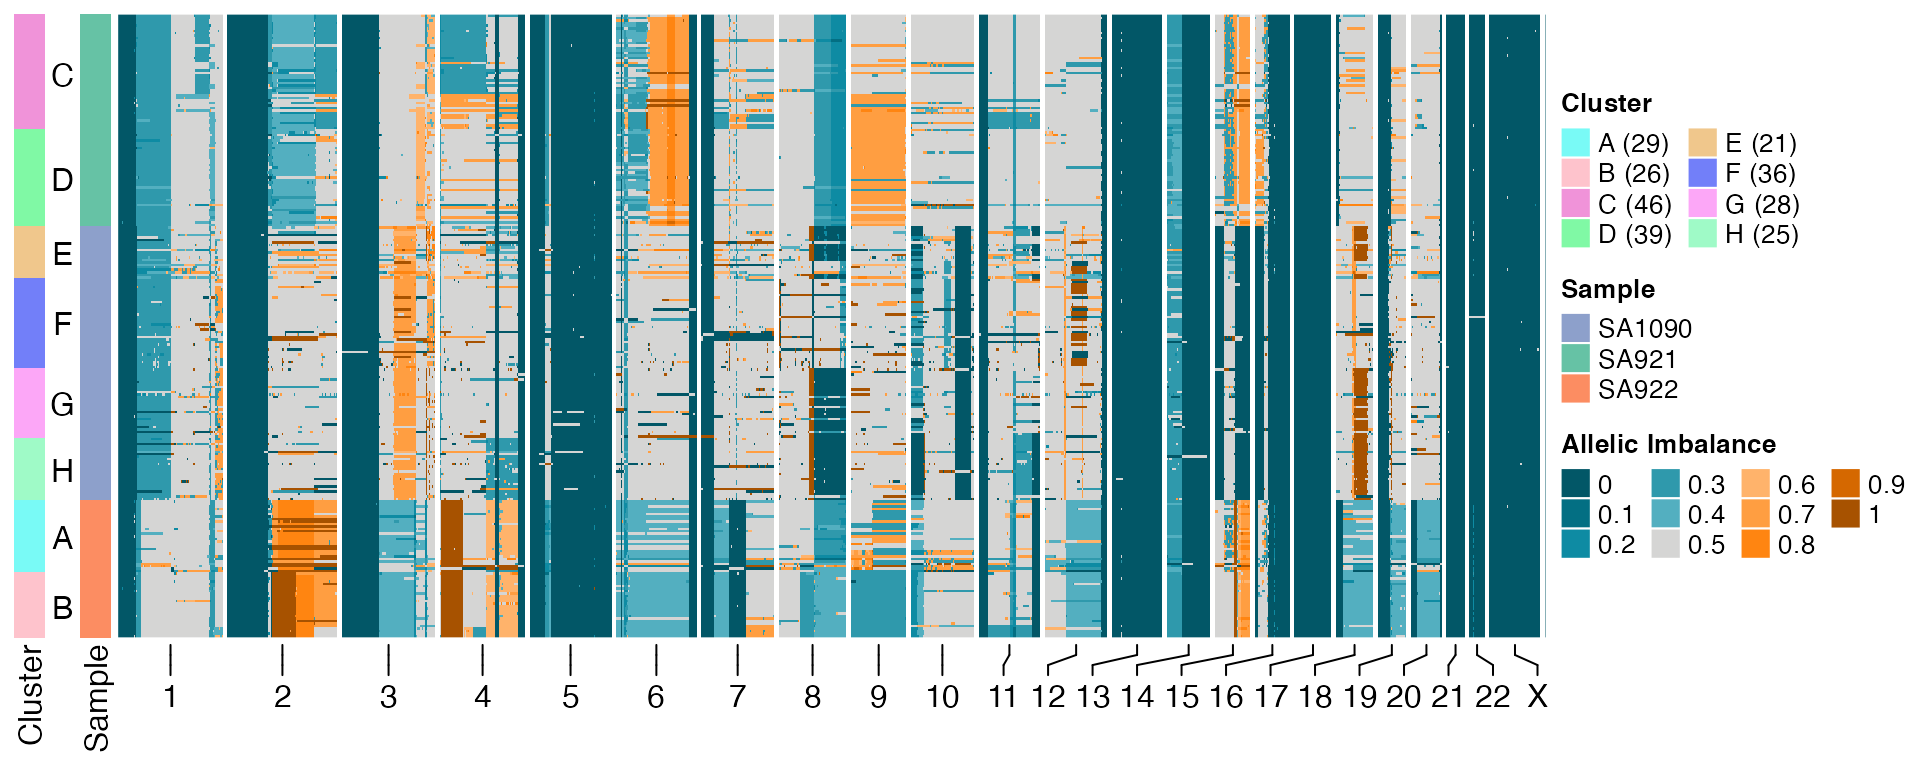 C
D
E
F
G
H
A
B
Cluster
Sample
1 2 3 4 5 6 7 8 9 10 11 12 13 14 15 16 17 18 19 20 21 22 X
Cluster
A (29) E (21)
B (26) F (36)
C (46) G (28)
D (39) H (25)
Sample
SA1090
SA921
SA922
Allelic Imbalance
0 0.3 0.6 0.9
0.1 0.4 0.7 1
0.2 0.5 0.8